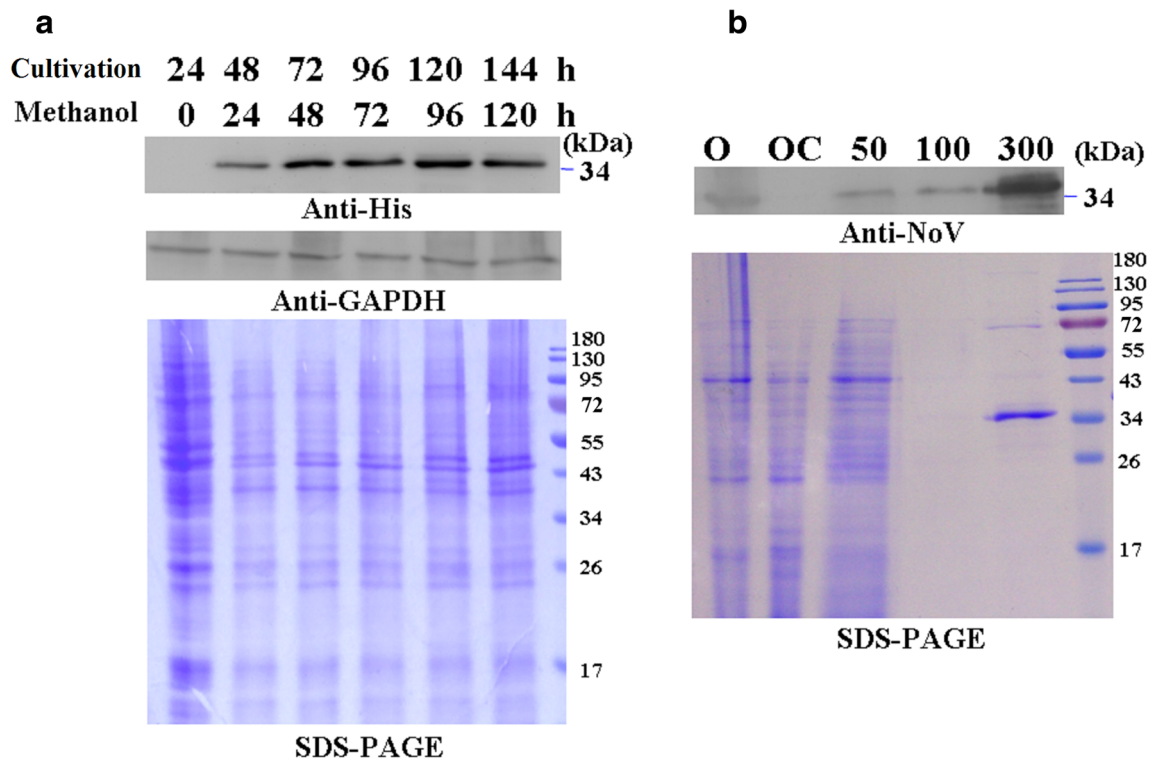 a
Cultivation 24 48 72 96 120 144 h
Methanol 0 24 48 72 96 120 h
(kDa)
34
Anti-His
Anti-GAPDH
180
130
95
72
55
43
34
26
17
SDS-PAGE
b
O OC 50 100 300 (kDa)
34
Anti-NoV
180
130
95
72
55
43
34
26
17
SDS-PAGE